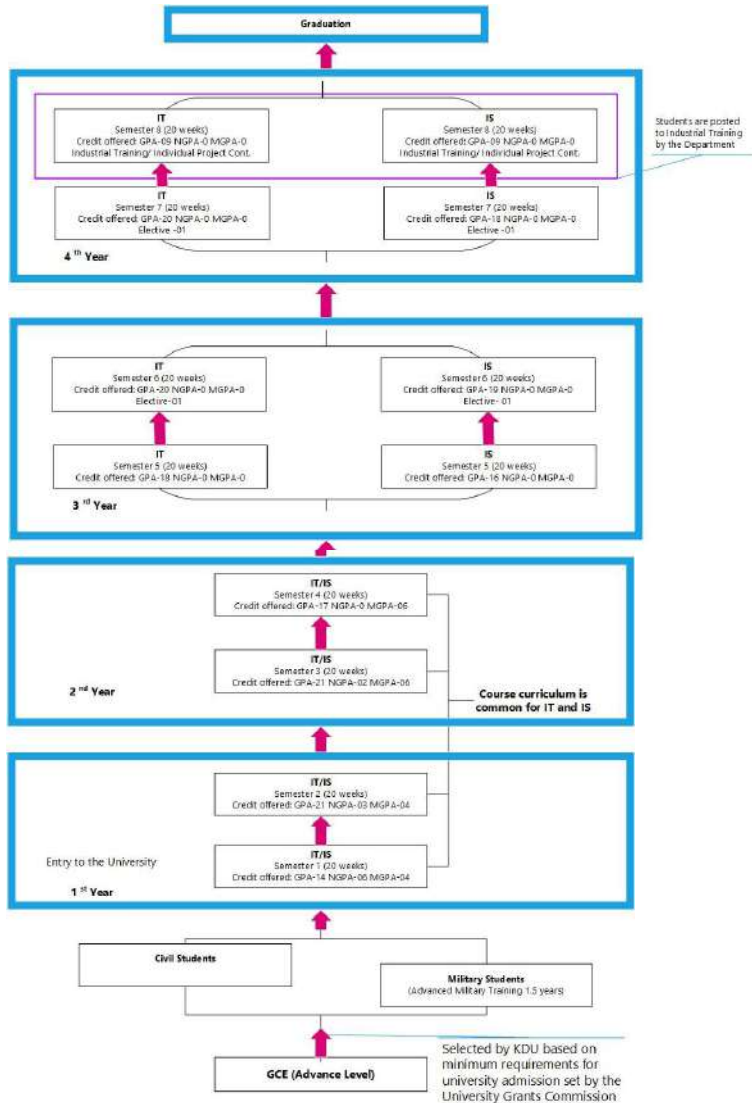 Graduation
IT
Semester 8 (20 weeks)
Credit offered: GPA-09 NGPA-0 MGPA-0
Industrial Training/ Individual Project Cont.
IS
Semester 8 (20 weeks)
Credit offered: GPA-09 NGPA-0 MGPA-0
Industrial Training/ Individual Project Cont.
Students are posted
to Industrial Training
by the Department
IT
Semester 7 (20 weeks)
Credit offered: GPA-20 NGPA-0 MGPA-0
Elective -01
IS
Semester 7 (20 weeks)
Credit offered: GPA-18 NGPA-0 MGPA-0
Elective -01
4 th Year
IT
Semester 6 (20 weeks)
Credit offered: GPA-20 NGPA-0 MGPA-0
Elective-01
IS
Semester 6 (20 weeks)
Credit offered: GPA-19 NGPA-0 MGPA-0
Elective-01
IT
Semester 5 (20 weeks)
Credit offered: GPA-18 NGPA-0 MGPA-0
IS
Semester 5 (20 weeks)
Credit offered: GPA-16 NGPA-0 MGPA-0
3 rd Year
IT/IS
Semester 4 (20 weeks)
Credit offered: GPA-17 NGPA-0 MGPA-06
IT/IS
Semester 3 (20 weeks)
Credit offered: GPA-21 NGPA-02 MGPA-06
2 nd Year
Course curriculum is
common for IT and IS
IT/IS
Semester 2 (20 weeks)
Credit offered: GPA-21 NGPA-03 MGPA-04
IT/IS
Semester 1 (20 weeks)
Credit offered: GPA-14 NGPA-06 MGPA-04
Entry to the University
1 st Year
Civil Students
Military Students
(Advanced Military Training 1.5 years)
GCE (Advance Level)
Selected by KDU based on
minimum requirements for
university admission set by the
University Grants Commission